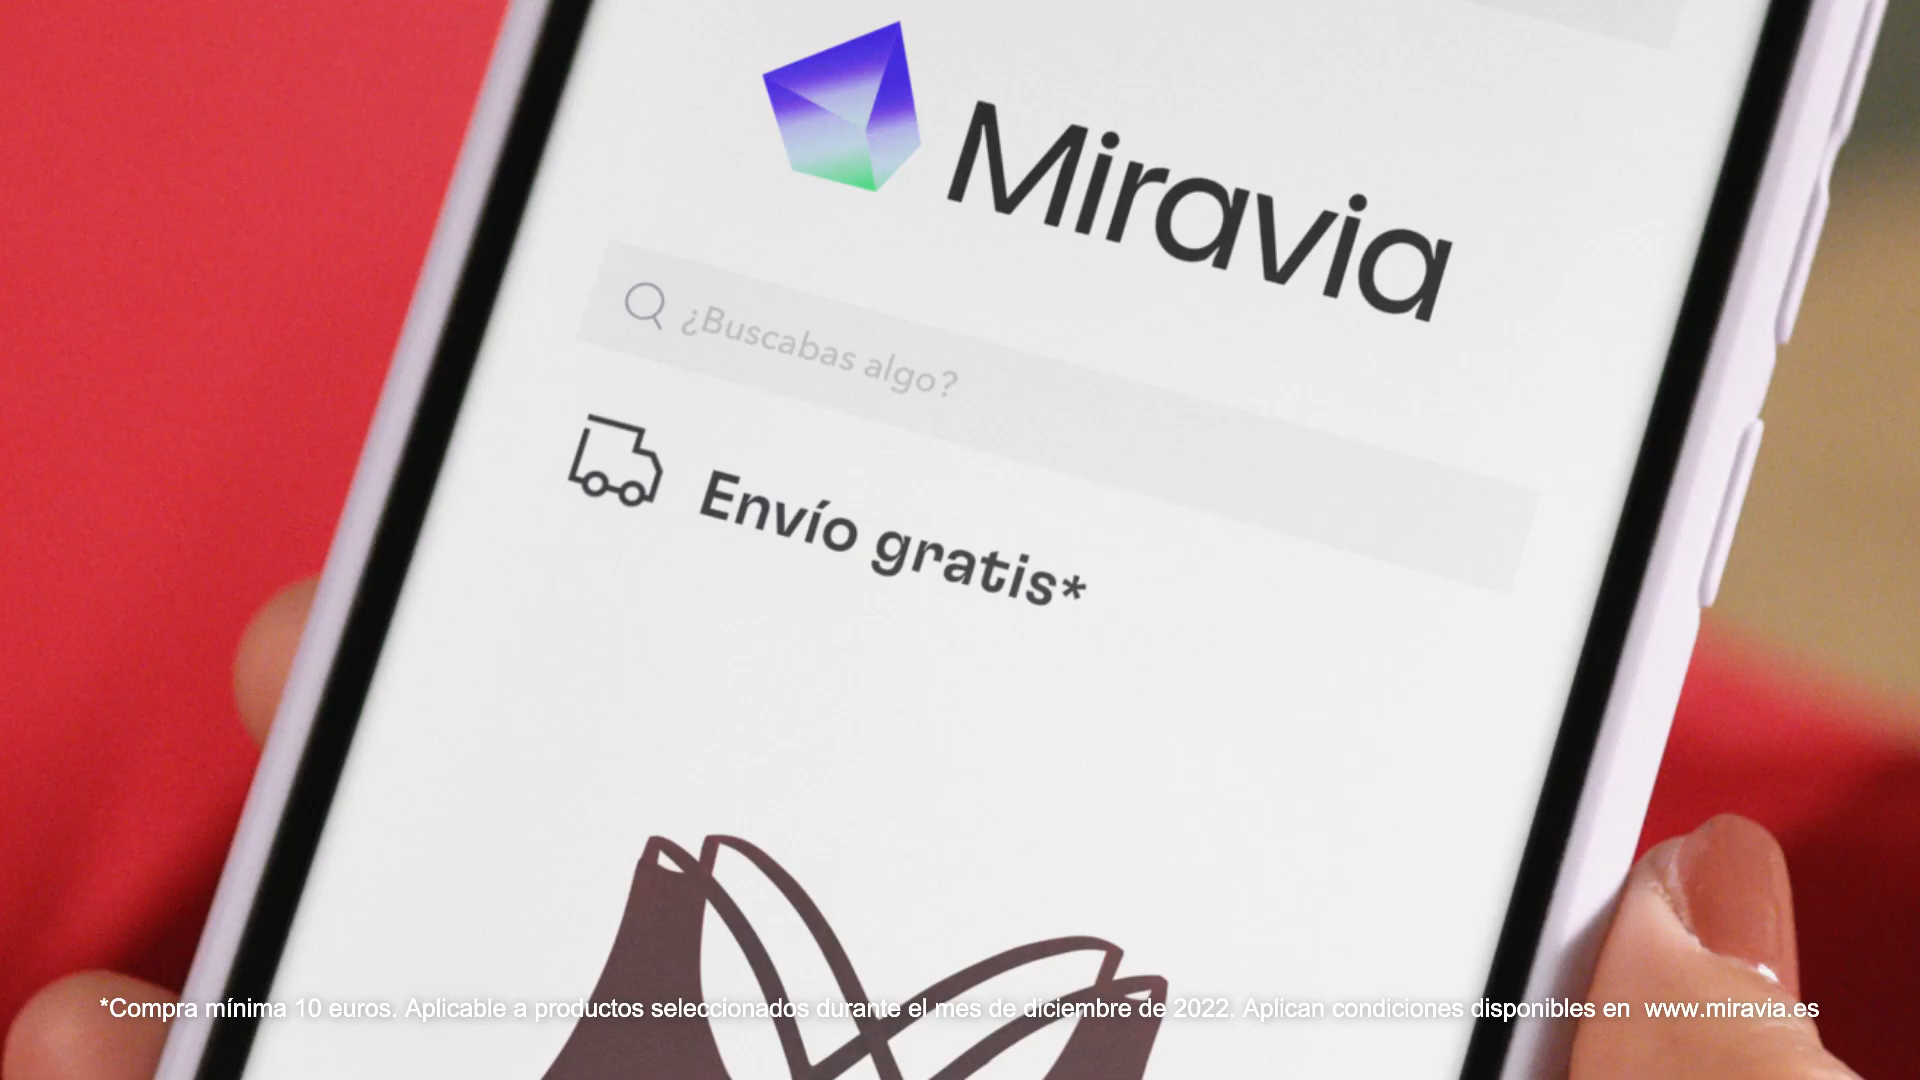 Miravia
¿Buscabas algo?
Envío gratis*
*Compra mínima 10 euros. Aplicable a productos seleccionados durante el mes de diciembre de 2022. Aplican condiciones disponibles en www.miravia.es